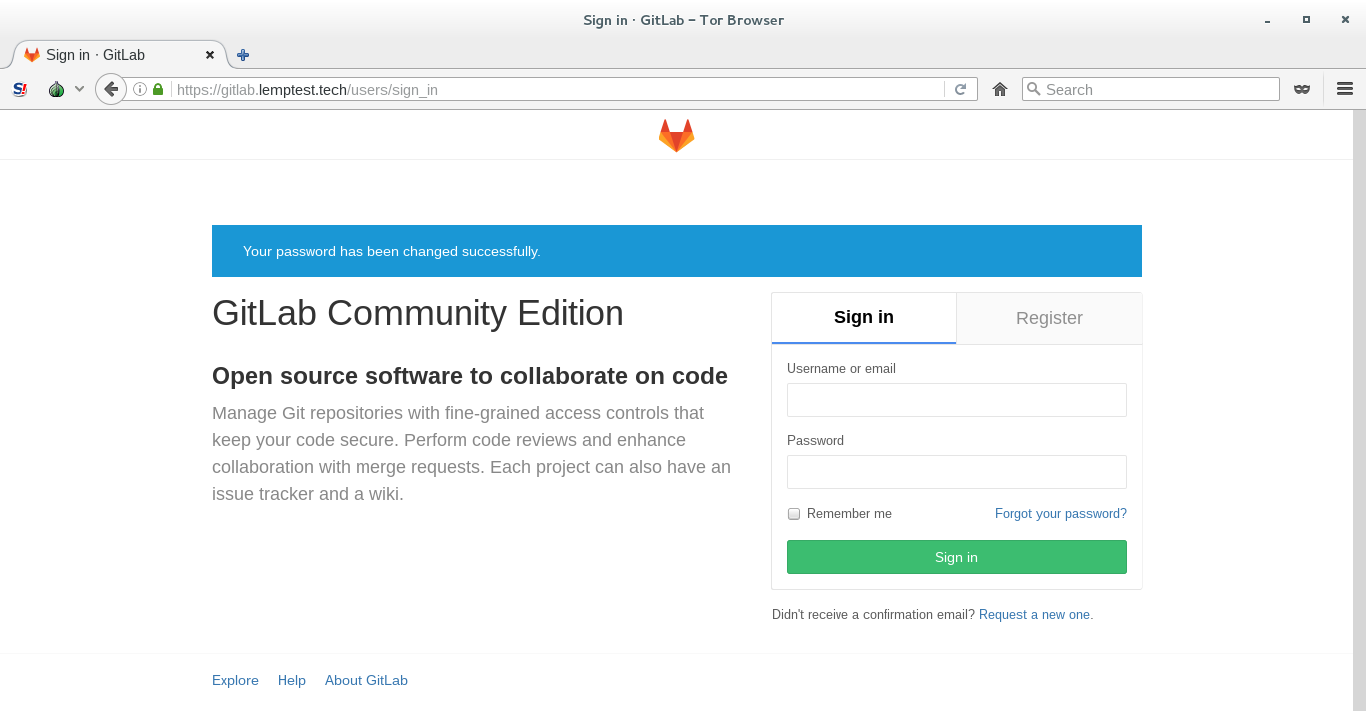 Sign in · GitLab - Tor Browser
Sign in · GitLab
S!
https://gitlab.lemptest.tech/users/sign_in
Search
Your password has been changed successfully.
GitLab Community Edition
Open source software to collaborate on code
Manage Git repositories with fine-grained access controls that
keep your code secure. Perform code reviews and enhance
collaboration with merge requests. Each project can also have an
issue tracker and a wiki.
Sign in
Register
Username or email
Password
Remember me
Forgot your password?
Sign in
Didn't receive a confirmation email? Request a new one.
Explore
Help
About GitLab